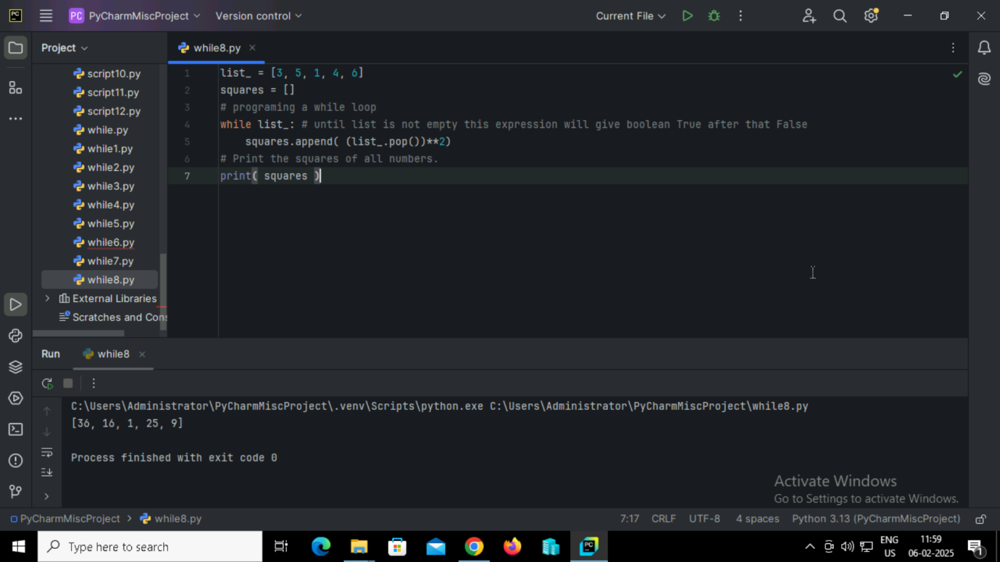 PC PC PyCharmMiscProject Version control Current File
Project while8.py
script10.py
script11.py
script12.py
while.py
while1.py
while2.py
while3.py
while4.py
while5.py
while6.py
while7.py
while8.py
External Libraries
Scratches and Cons
1 list_ = [3, 5, 1, 4, 6]
2 squares = []
3 # programing a while loop
4 while list_: # until list is not empty this expression will give boolean True after that False
5 squares.append( (list_.pop())**2)
6 # Print the squares of all numbers.
7 print( squares )
Run while8
C:\Users\Administrator\PyCharmMiscProject\.venv\Scripts\python.exe C:\Users\Administrator\PyCharmMiscProject\while8.py
[36, 16, 1, 25, 9]
Process finished with exit code 0
Activate Windows
Go to Settings to activate Windows.
PyCharmMiscProject > while8.py 7:17 CRLF UTF-8 4 spaces Python 3.13 (PyCharmMiscProject)
Type here to search PC ENG 11:59 1
US 06-02-2025